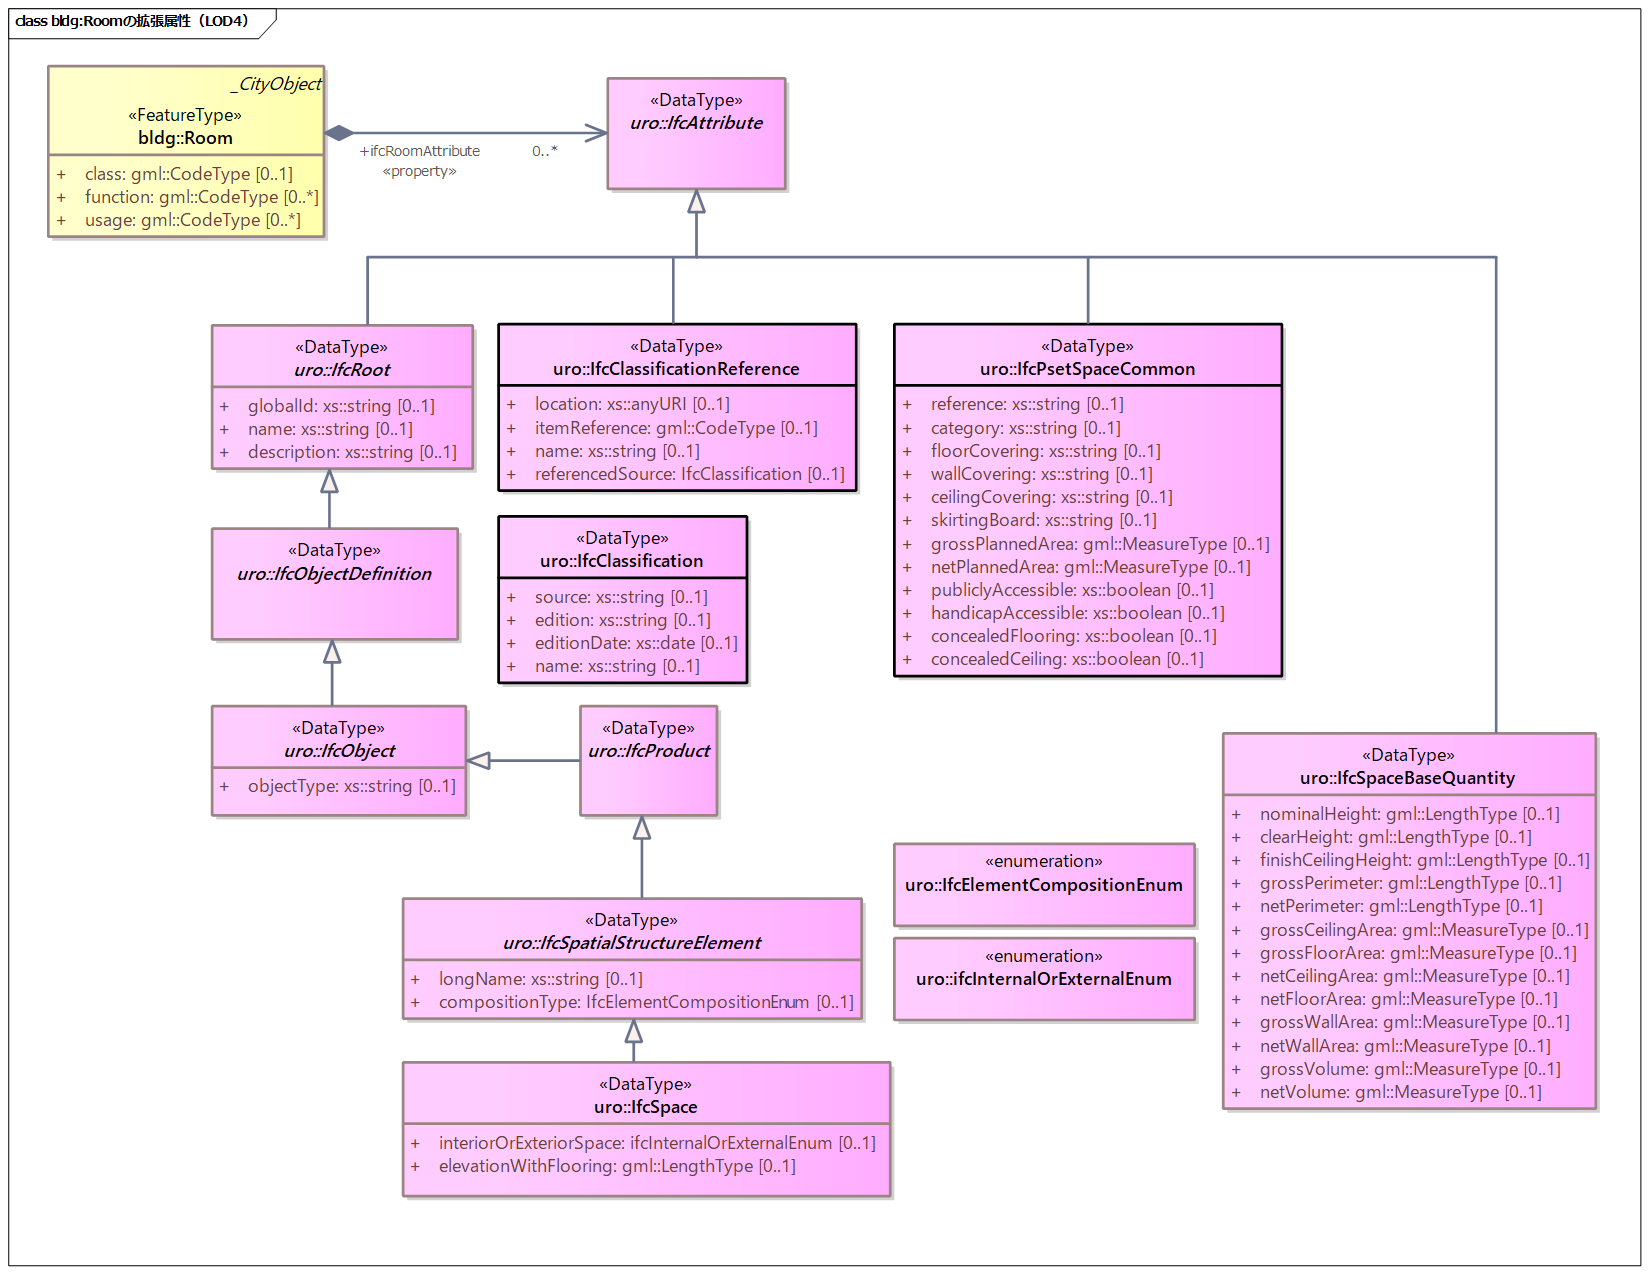 class bldg:Roomの拡張属性（LOD4）
_CityObject
«FeatureType»
bldg::Room
+ class: gml::CodeType [0..1]
+ function: gml::CodeType [0..*]
+ usage: gml::CodeType [0..*]
+ifcRoomAttribute 0..*
«property»
«DataType»
uro::IfcAttribute
«DataType»
uro::IfcRoot
+ globalId: xs::string [0..1]
+ name: xs::string [0..1]
+ description: xs::string [0..1]
«DataType»
uro::IfcClassificationReference
+ location: xs::anyURI [0..1]
+ itemReference: gml::CodeType [0..1]
+ name: xs::string [0..1]
+ referencedSource: IfcClassification [0..1]
«DataType»
uro::IfcPsetSpaceCommon
+ reference: xs::string [0..1]
+ category: xs::string [0..1]
+ floorCovering: xs::string [0..1]
+ wallCovering: xs::string [0..1]
+ ceilingCovering: xs::string [0..1]
+ skirtingBoard: xs::string [0..1]
+ grossPlannedArea: gml::MeasureType [0..1]
+ netPlannedArea: gml::MeasureType [0..1]
+ publiclyAccessible: xs::boolean [0..1]
+ handicapAccessible: xs::boolean [0..1]
+ concealedFlooring: xs::boolean [0..1]
+ concealedCeiling: xs::boolean [0..1]
«DataType»
uro::IfcObjectDefinition
«DataType»
uro::IfcClassification
+ source: xs::string [0..1]
+ edition: xs::string [0..1]
+ editionDate: xs::date [0..1]
+ name: xs::string [0..1]
«DataType»
uro::IfcObject
+ objectType: xs::string [0..1]
«DataType»
uro::IfcProduct
«DataType»
uro::IfcSpaceBaseQuantity
+ nominalHeight: gml::LengthType [0..1]
+ clearHeight: gml::LengthType [0..1]
+ finishCeilingHeight: gml::LengthType [0..1]
+ grossPerimeter: gml::LengthType [0..1]
+ netPerimeter: gml::LengthType [0..1]
+ grossCeilingArea: gml::MeasureType [0..1]
+ grossFloorArea: gml::MeasureType [0..1]
+ netCeilingArea: gml::MeasureType [0..1]
+ netFloorArea: gml::MeasureType [0..1]
+ grossWallArea: gml::MeasureType [0..1]
+ netWallArea: gml::MeasureType [0..1]
+ grossVolume: gml::MeasureType [0..1]
+ netVolume: gml::MeasureType [0..1]
«enumeration»
uro::IfcElementCompositionEnum
«enumeration»
uro::ifcInternalOrExternalEnum
«DataType»
uro::IfcSpatialStructureElement
+ longName: xs::string [0..1]
+ compositionType: IfcElementCompositionEnum [0..1]
«DataType»
uro::IfcSpace
+ interiorOrExteriorSpace: ifcInternalOrExternalEnum [0..1]
+ elevationWithFlooring: gml::LengthType [0..1]